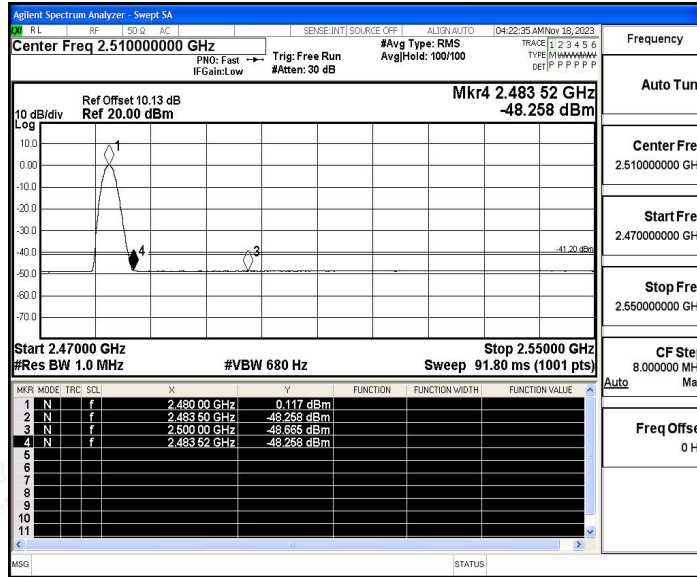 Agilent Spectrum Analyzer - Swept SA
LXI RL RF 50 Ω AC SENSE:INT SOURCE OFF ALIGN AUTO 04:22:35 AM Nov 18, 2023
Center Freq 2.510000000 GHz
#Avg Type: RMS
TRACE 1 2 3 4 5 6
PNO: Fast
Trig: Free Run
Avg|Hold: 100/100
TYPE M W W W W W
IFGain:Low
#Atten: 30 dB
DET P P P P P P
Mkr4 2.483 52 GHz
-48.258 dBm
Ref Offset 10.13 dB
10 dB/div Ref 20.00 dBm
Log
10.0
0.00
-10.0
-20.0
-30.0
-40.0
-50.0
-60.0
-70.0
1
4
3
-41.20 dBm
Start 2.47000 GHz
Stop 2.55000 GHz
#Res BW 1.0 MHz
#VBW 680 Hz
Sweep 91.80 ms (1001 pts)
MKR MODE TRC SCL X Y FUNCTION FUNCTION WIDTH FUNCTION VALUE
1 N f 2.480 00 GHz 0.117 dBm
2 N f 2.483 50 GHz -48.258 dBm
3 N f 2.500 00 GHz -48.665 dBm
4 N f 2.483 52 GHz -48.258 dBm
5
6
7
8
9
10
11
MSG
STATUS
Frequency
Auto Tun
Center Fre
2.510000000 GH
Start Fre
2.470000000 GH
Stop Fre
2.550000000 GH
CF Ste
8.000000 MH
Auto Ma
Freq Offse
0 H